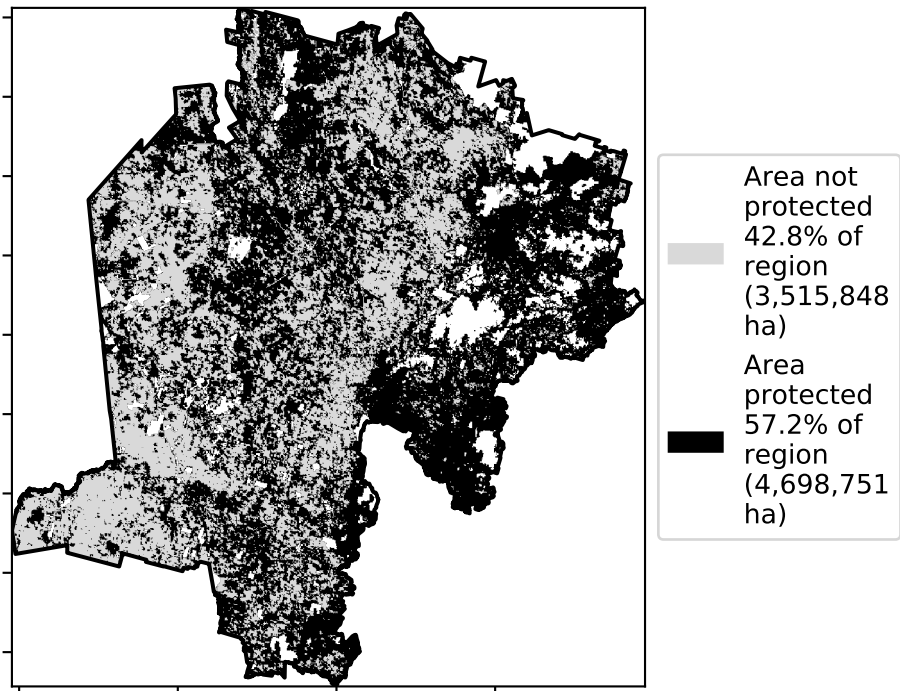 Area not
protected
42.8% of
region
(3,515,848
ha)
Area
protected
57.2% of
region
(4,698,751
ha)